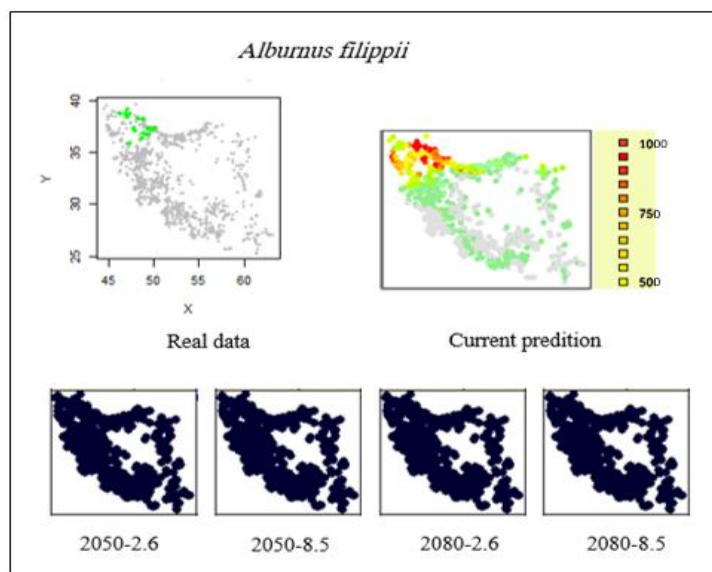 Alburnus filippii
40
35
30
25
Y
45 50 55 60
X
1000
750
500
Real data
Current predition
2050-2.6
2050-8.5
2080-2.6
2080-8.5